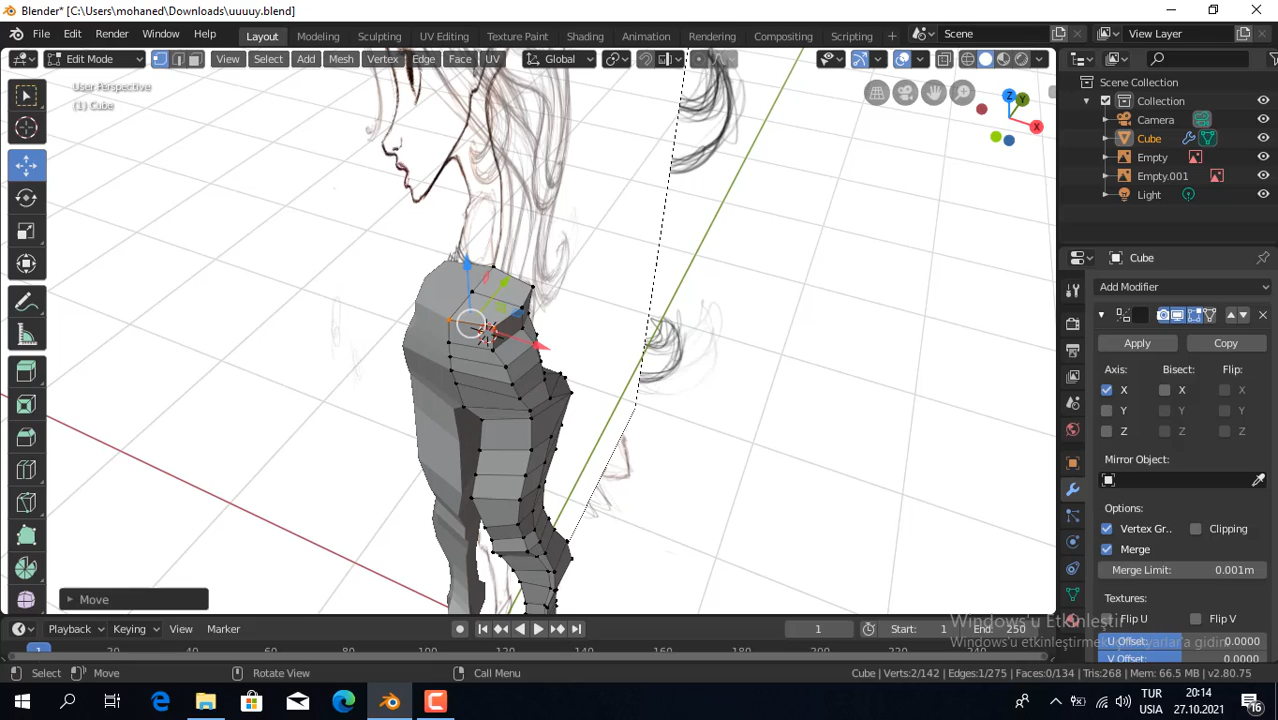 Blender* [C:\Users\mohaned\Downloads\uuuuy.blend]
File Edit Render Window Help Layout Modeling Sculpting UV Editing Texture Paint Shading Animation Rendering Compositing Scripting Scene View Layer
Edit Mode View Select Add Mesh Vertex Edge Face UV Global
User Perspective
(1) Cube
Z
Y
X
Scene Collection
Collection
Camera
Cube
Empty
Empty.001
Light
Cube
Add Modifier
Apply Copy
Axis: Bisect: Flip:
X X X
Y Y Y
Z Z Z
Mirror Object:
Options:
Vertex Gr... Clipping
Merge
Merge Limit: 0.001m
Textures:
Flip U Flip V
U Offset: 0.0000
V Offset: 0.0000
Move
Windows'u Etkinleştir
Playback Keying View Marker 1 Start: 1 End: 250
1 20 40 60 80 100 120 140 160 180 200 220 240
Select Move Rotate View Call Menu Cube | Verts:2/142 | Edges:1/275 | Faces:0/134 | Tris:268 | Mem: 66.5 MB | v2.80.75
TUR 20:14
USIA 27.10.2021 16